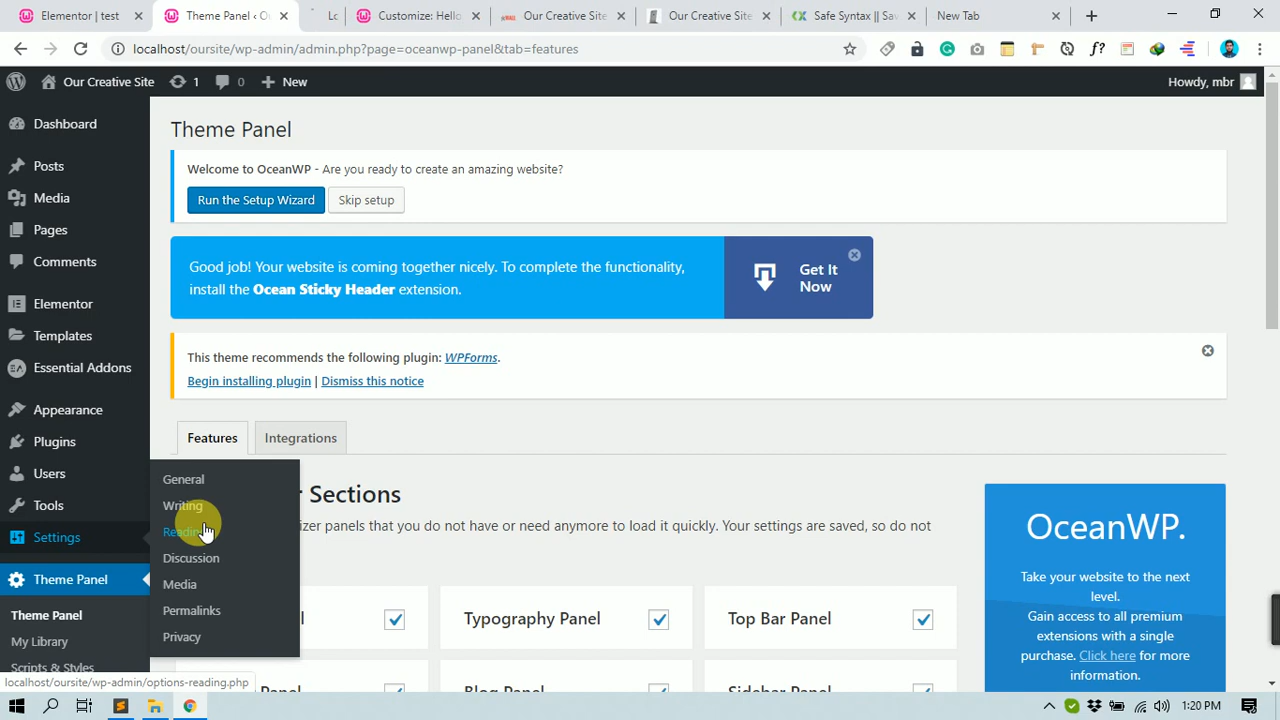 Elementor | test
Theme Panel ‹ O
Lo
Customize: Hello
Our Creative Site
Our Creative Site
Safe Syntax | Sav
New Tab
localhost/oursite/wp-admin/admin.php?page=oceanwp-panel&tab=features
Our Creative Site
1
0
New
Howdy, mbr
Dashboard
Posts
Media
Pages
Comments
Elementor
Templates
Essential Addons
Appearance
Plugins
Users
Tools
Settings
Theme Panel
Theme Panel
My Library
Scripts & Styles
General
Writing
Reading
Discussion
Media
Permalinks
Privacy
Theme Panel
Welcome to OceanWP - Are you ready to create an amazing website?
Run the Setup Wizard
Skip setup
Good job! Your website is coming together nicely. To complete the functionality,
install the Ocean Sticky Header extension.
Get It
Now
This theme recommends the following plugin: WPForms.
Begin installing plugin | Dismiss this notice
Features
Integrations
r Sections
izer panels that you do not have or need anymore to load it quickly. Your settings are saved, so do not
l
Typography Panel
Top Bar Panel
Panel
Blog Panel
Sidebar Panel
OceanWP.
Take your website to the next
level.
Gain access to all premium
extensions with a single
purchase. Click here for more
information.
localhost/oursite/wp-admin/options-reading.php
1:20 PM